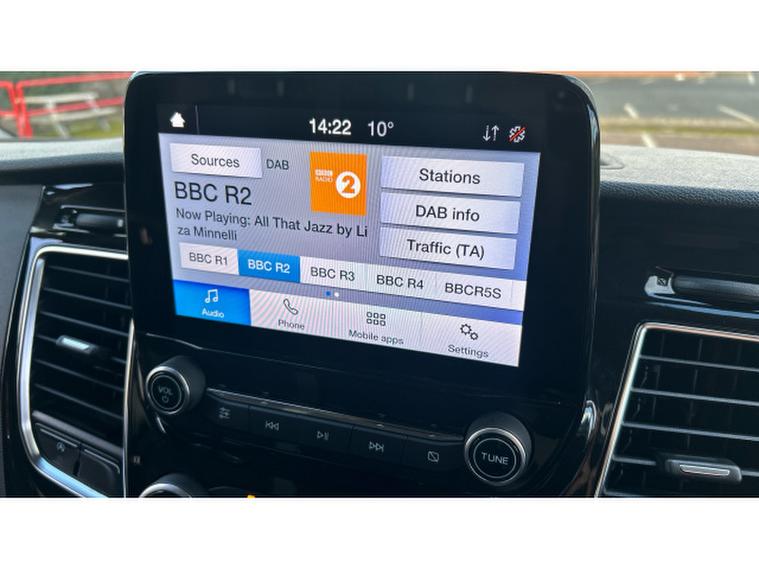 14:22 10°
Sources DAB BBC RADIO 2 Stations
BBC R2
DAB info
Now Playing: All That Jazz by Li
za Minnelli
Traffic (TA)
BBC R1 BBC R2 BBC R3 BBC R4 BBCR5S
Audio Phone Mobile apps Settings
VOL
TUNE